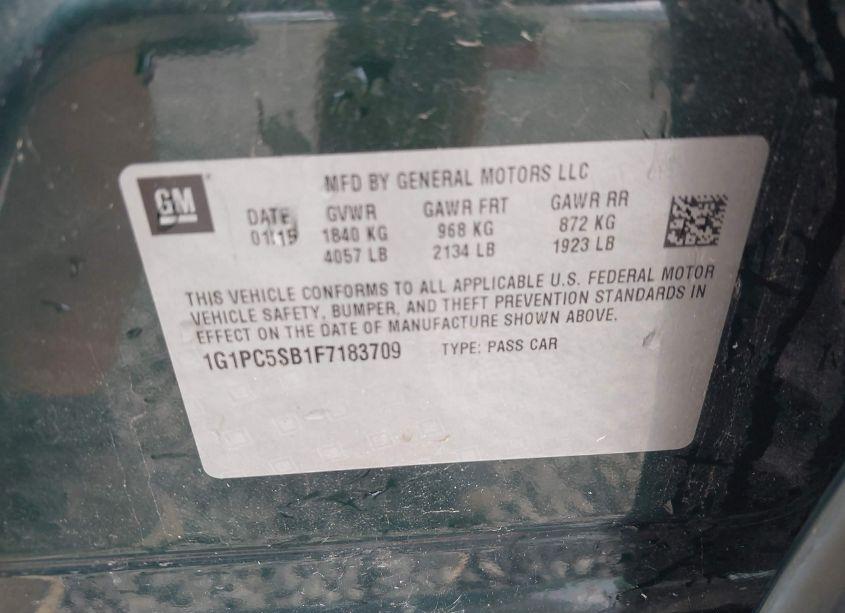 GM
MFD BY GENERAL MOTORS LLC
DATE GVWR GAWR FRT GAWR RR
01/15 1840 KG 968 KG 872 KG
4057 LB 2134 LB 1923 LB
THIS VEHICLE CONFORMS TO ALL APPLICABLE U.S. FEDERAL MOTOR
VEHICLE SAFETY, BUMPER, AND THEFT PREVENTION STANDARDS IN
EFFECT ON THE DATE OF MANUFACTURE SHOWN ABOVE.
1G1PC5SB1F7183709 TYPE: PASS CAR